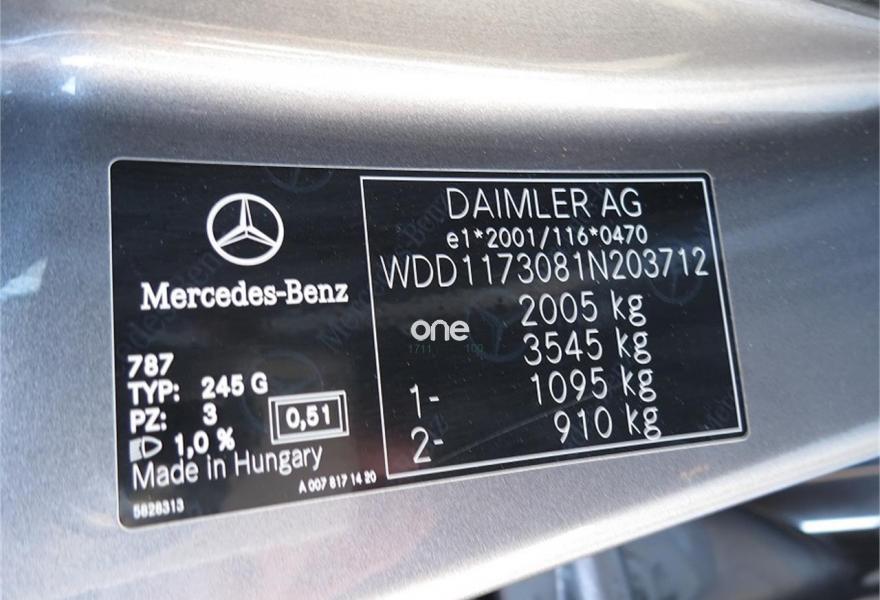 Mercedes-Benz
787
TYP: 245 G
PZ: 3
0,51
1,0 %
Made in Hungary
5828313
A 007 817 14 20
DAIMLER AG
e1*2001/116*0470
WDD1173081N203712
2005 kg
one
3545 kg
1- 1095 kg
2- 910 kg